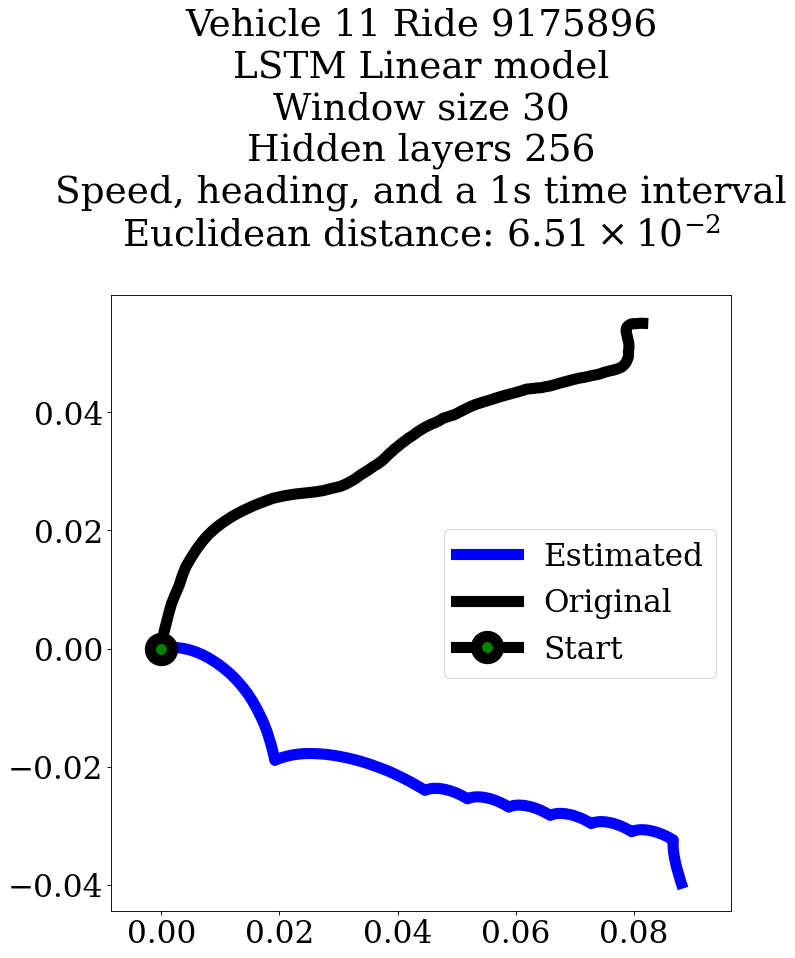 Vehicle 11 Ride 9175896
LSTM Linear model
Window size 30
Hidden layers 256
Speed, heading, and a 1s time interval
Euclidean distance: 6.51 × 10⁻²
0.04
0.02
0.00
−0.02
−0.04
Estimated
Original
Start
0.00 0.02 0.04 0.06 0.08